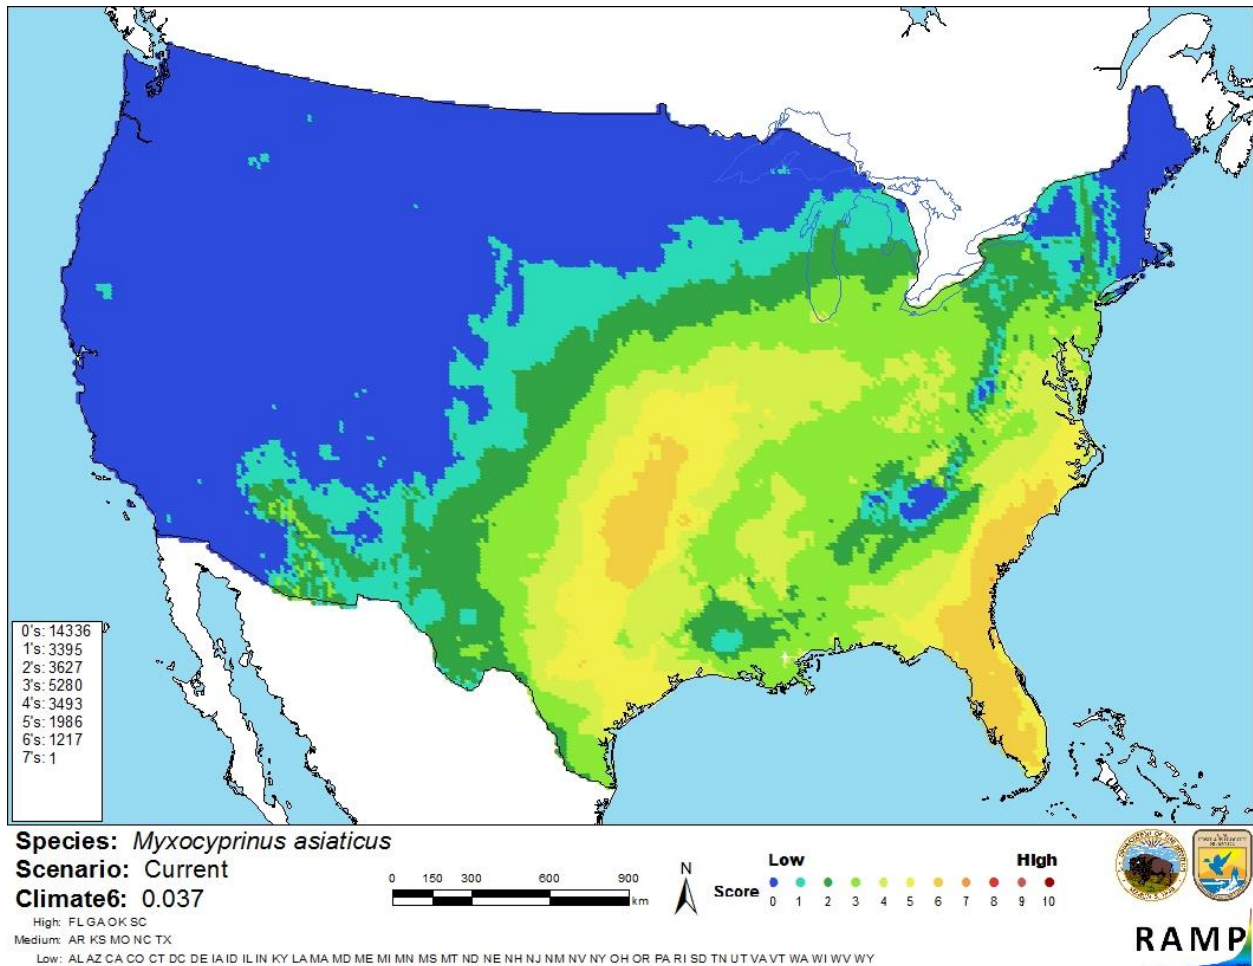 0's: 14336
1's: 3395
2's: 3627
3's: 5280
4's: 3493
5's: 1986
6's: 1217
7's: 1
Species: Myxocyprinus asiaticus
Scenario: Current
Climate6: 0.037
High: FL GA OK SC
Medium: AR KS MO NC TX
Low: AL AZ CA CO CT DC DE IA ID IL IN KY LA MA MD ME MI MN MS MT ND NE NH NJ NM NV NY OH OR PA RI SD TN UT VA VT WA WI WV WY
0 150 300 450 600 900
km
N
Low High
Score 0 1 2 3 4 5 6 7 8 9 10
RAMP